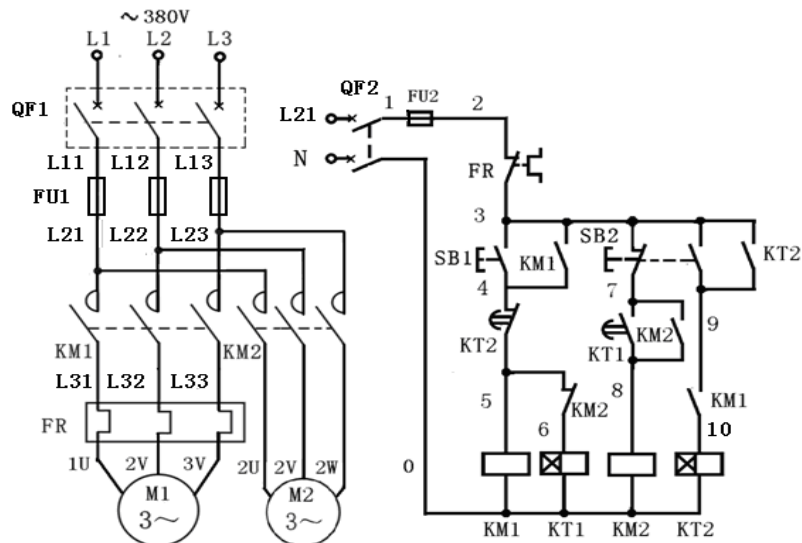 ~380V
L1 L2 L3
QF1
L11 L12 L13
FU1
L21 L22 L23
KM1 KM2
L31 L32 L33
FR
1U 2V 3V 2U 2V 2W
M1
3~
M2
3~
QF2
L21 1 FU2 2
N
FR
3
SB1 KM1 SB2 KT2
4 7
KT2 KT1 KM2 9
5 KM2 8 KM1
6 10
0
KM1 KT1 KM2 KT2